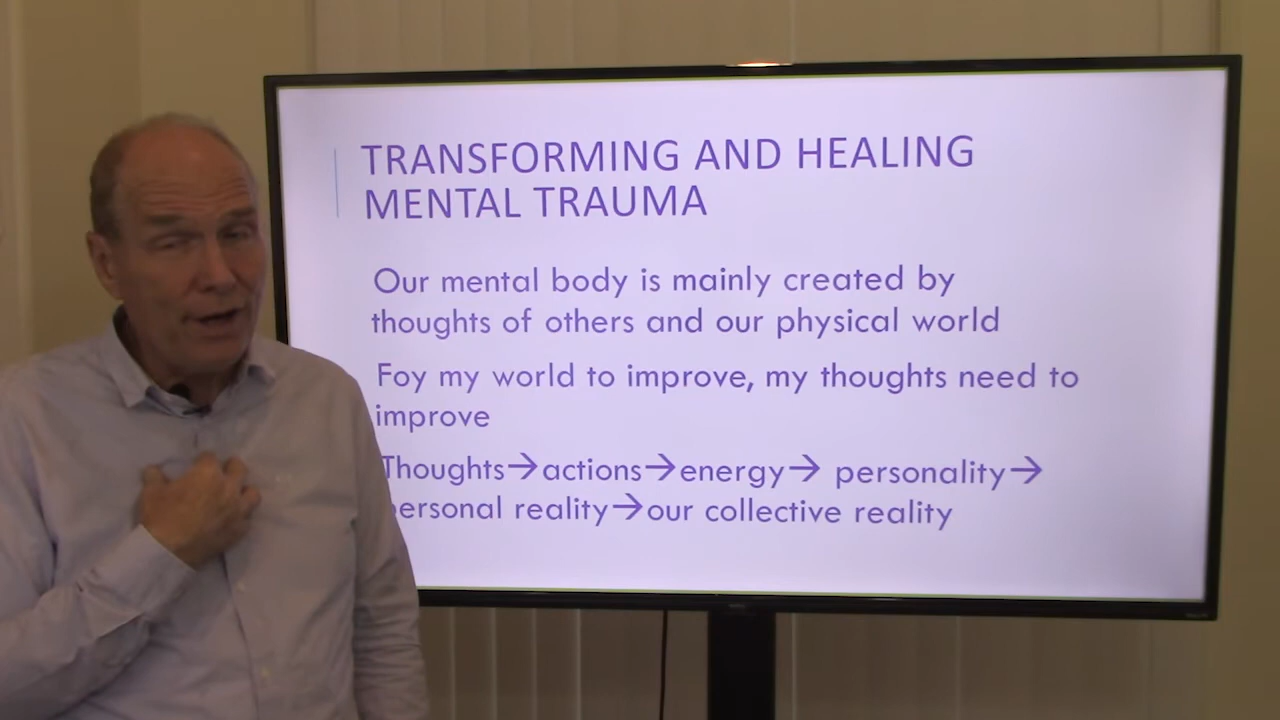 TRANSFORMING AND HEALING
MENTAL TRAUMA
Our mental body is mainly created by
thoughts of others and our physical world
Foy my world to improve, my thoughts need to
improve
Thoughts→actions→energy→ personality→
personal reality→our collective reality